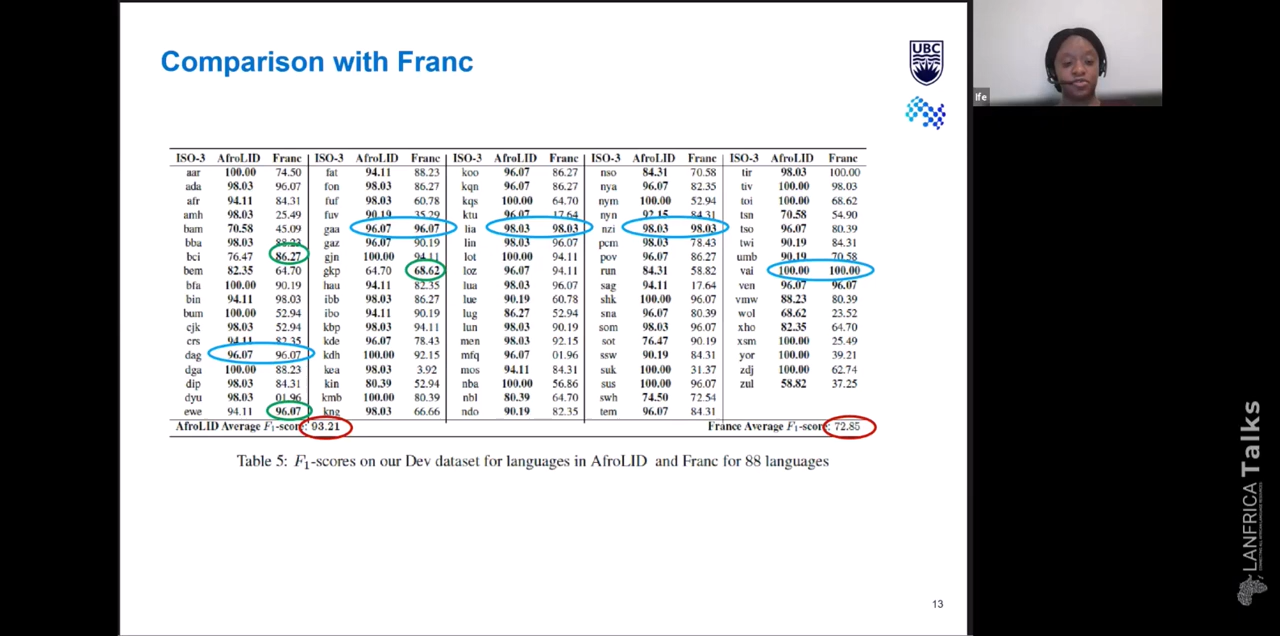 Comparison with Franc
UBC
Ife
ISO-3 AfroLID Franc ISO-3 AfroLID Franc ISO-3 AfroLID Franc ISO-3 AfroLID Franc ISO-3 AfroLID Franc
aar 100.00 74.50 fat 94.11 88.23 koo 96.07 86.27 nso 84.31 70.58 tir 98.03 100.00
ada 98.03 96.07 fon 98.03 86.27 kqn 96.07 86.27 nya 96.07 82.35 tiv 100.00 98.03
afr 94.11 84.31 fuf 98.03 60.78 kqs 100.00 64.70 nym 100.00 52.94 toi 100.00 68.62
amh 98.03 25.49 fuv 90.19 35.29 ktu 96.07 17.64 nyn 92.15 84.31 tsn 70.58 54.90
bam 70.58 45.09 gaa 96.07 96.07 lia 98.03 98.03 nzi 98.03 98.03 tso 96.07 80.39
bba 98.03 88.23 gaz 96.07 90.19 lin 98.03 96.07 pcm 98.03 78.43 twi 90.19 84.31
bci 76.47 86.27 gjn 100.00 94.11 lot 100.00 94.11 pov 96.07 86.27 umb 90.19 70.58
bem 82.35 64.70 gkp 64.70 68.62 loz 96.07 94.11 run 84.31 58.82 vai 100.00 100.00
bfa 100.00 90.19 hau 94.11 82.35 lua 98.03 96.07 sag 94.11 17.64 ven 96.07 96.07
bin 94.11 98.03 ibb 98.03 86.27 lue 90.19 60.78 shk 100.00 96.07 vmw 88.23 80.39
bum 100.00 52.94 ibo 94.11 90.19 lug 86.27 52.94 sna 96.07 80.39 wol 68.62 23.52
cjk 98.03 52.94 kbp 98.03 94.11 lun 98.03 90.19 som 98.03 96.07 xho 82.35 64.70
crs 94.11 82.35 kde 96.07 78.43 men 98.03 92.15 sot 76.47 90.19 xsm 100.00 25.49
dag 96.07 96.07 kdh 100.00 92.15 mfq 96.07 01.96 ssw 90.19 84.31 yor 100.00 39.21
dga 100.00 88.23 kea 98.03 3.92 mos 94.11 84.31 suk 100.00 31.37 zdj 100.00 62.74
dip 98.03 84.31 kin 80.39 52.94 nba 100.00 56.86 sus 100.00 96.07 zul 58.82 37.25
dyu 98.03 01.96 kmb 100.00 80.39 nbl 80.39 64.70 swh 74.50 72.54
ewe 94.11 96.07 kng 98.03 66.66 ndo 90.19 82.35 tem 96.07 84.31
AfroLID Average F1-score: 93.21 France Average F1-score: 72.85
Table 5: F1-scores on our Dev dataset for languages in AfroLID and Franc for 88 languages
13
LANFRICA Talks